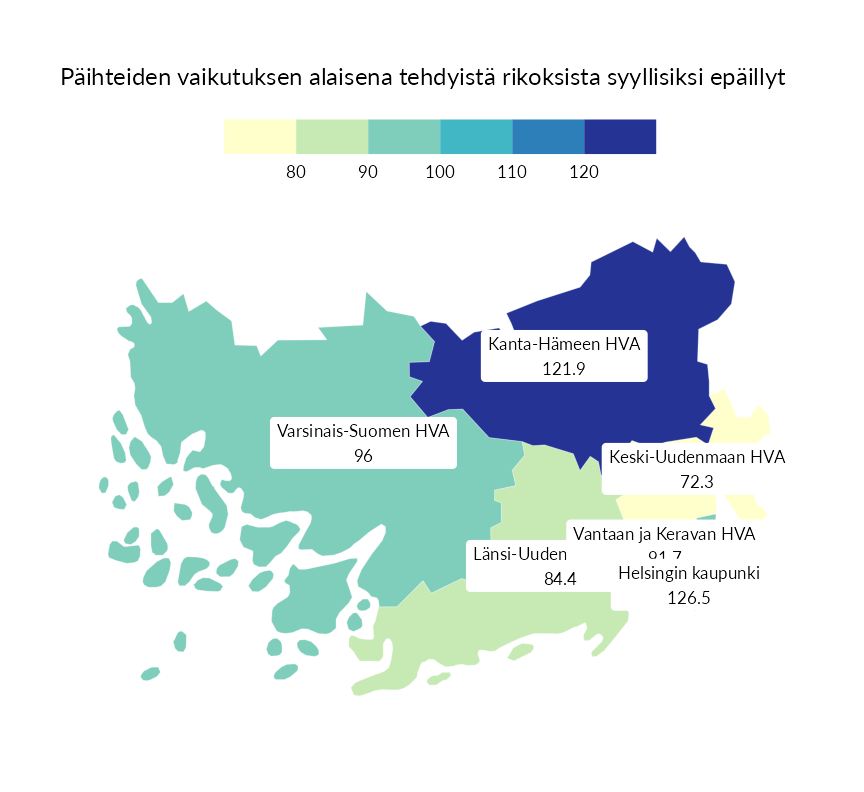 Päihteiden vaikutuksen alaisena tehdyistä rikoksista syyllisiksi epäillyt
80 90 100 110 120
Kanta-Hämeen HVA
121.9
Varsinais-Suomen HVA
96
Keski-Uudenmaan HVA
72.3
Vantaan ja Keravan HVA
91.7
Länsi-Uuden
84.4
Helsingin kaupunki
126.5